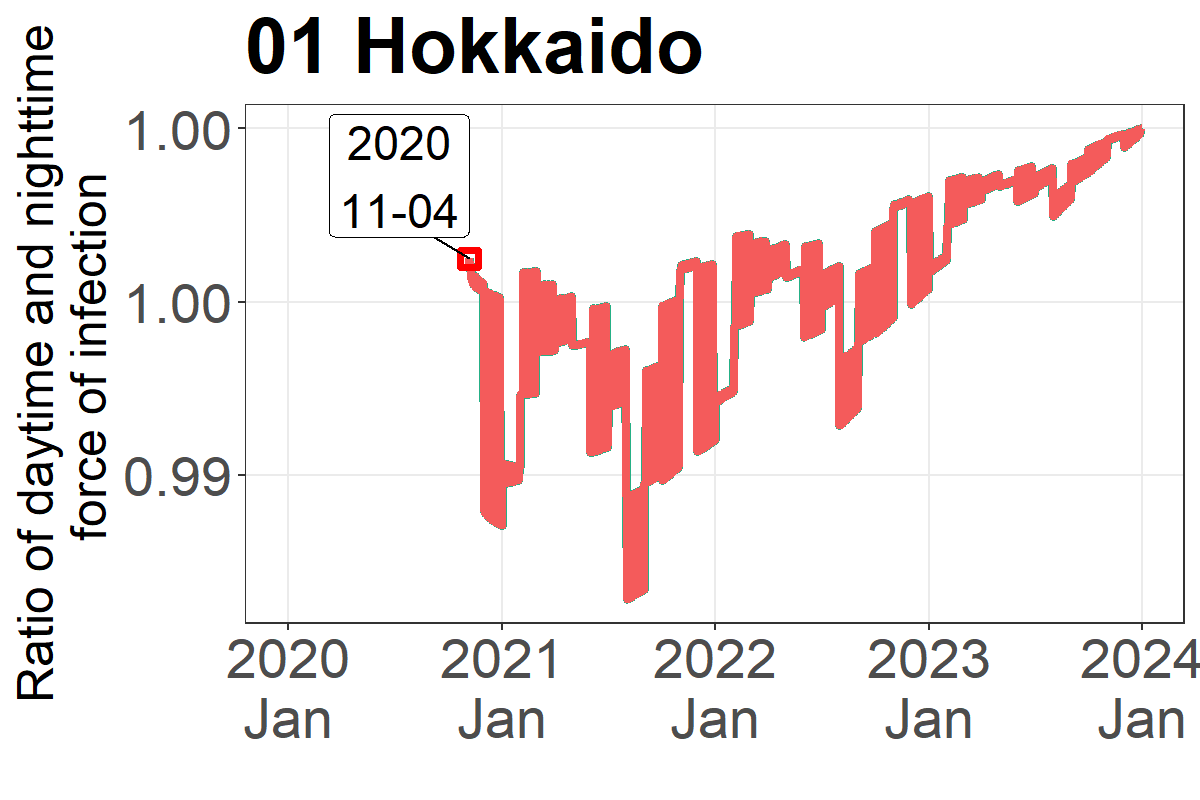 01 Hokkaido
Ratio of daytime and nighttime
force of infection
1.00
1.00
0.99
2020
11-04
2020
Jan
2021
Jan
2022
Jan
2023
Jan
2024
Jan